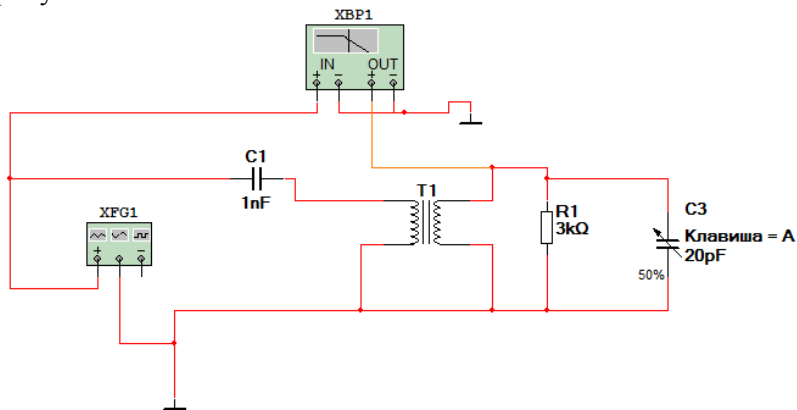 XBP1
IN OUT
+ − + −
C1
1nF
T1
XFG1
+ −
R1
3kΩ
C3
Клавиша = A
20pF
50%